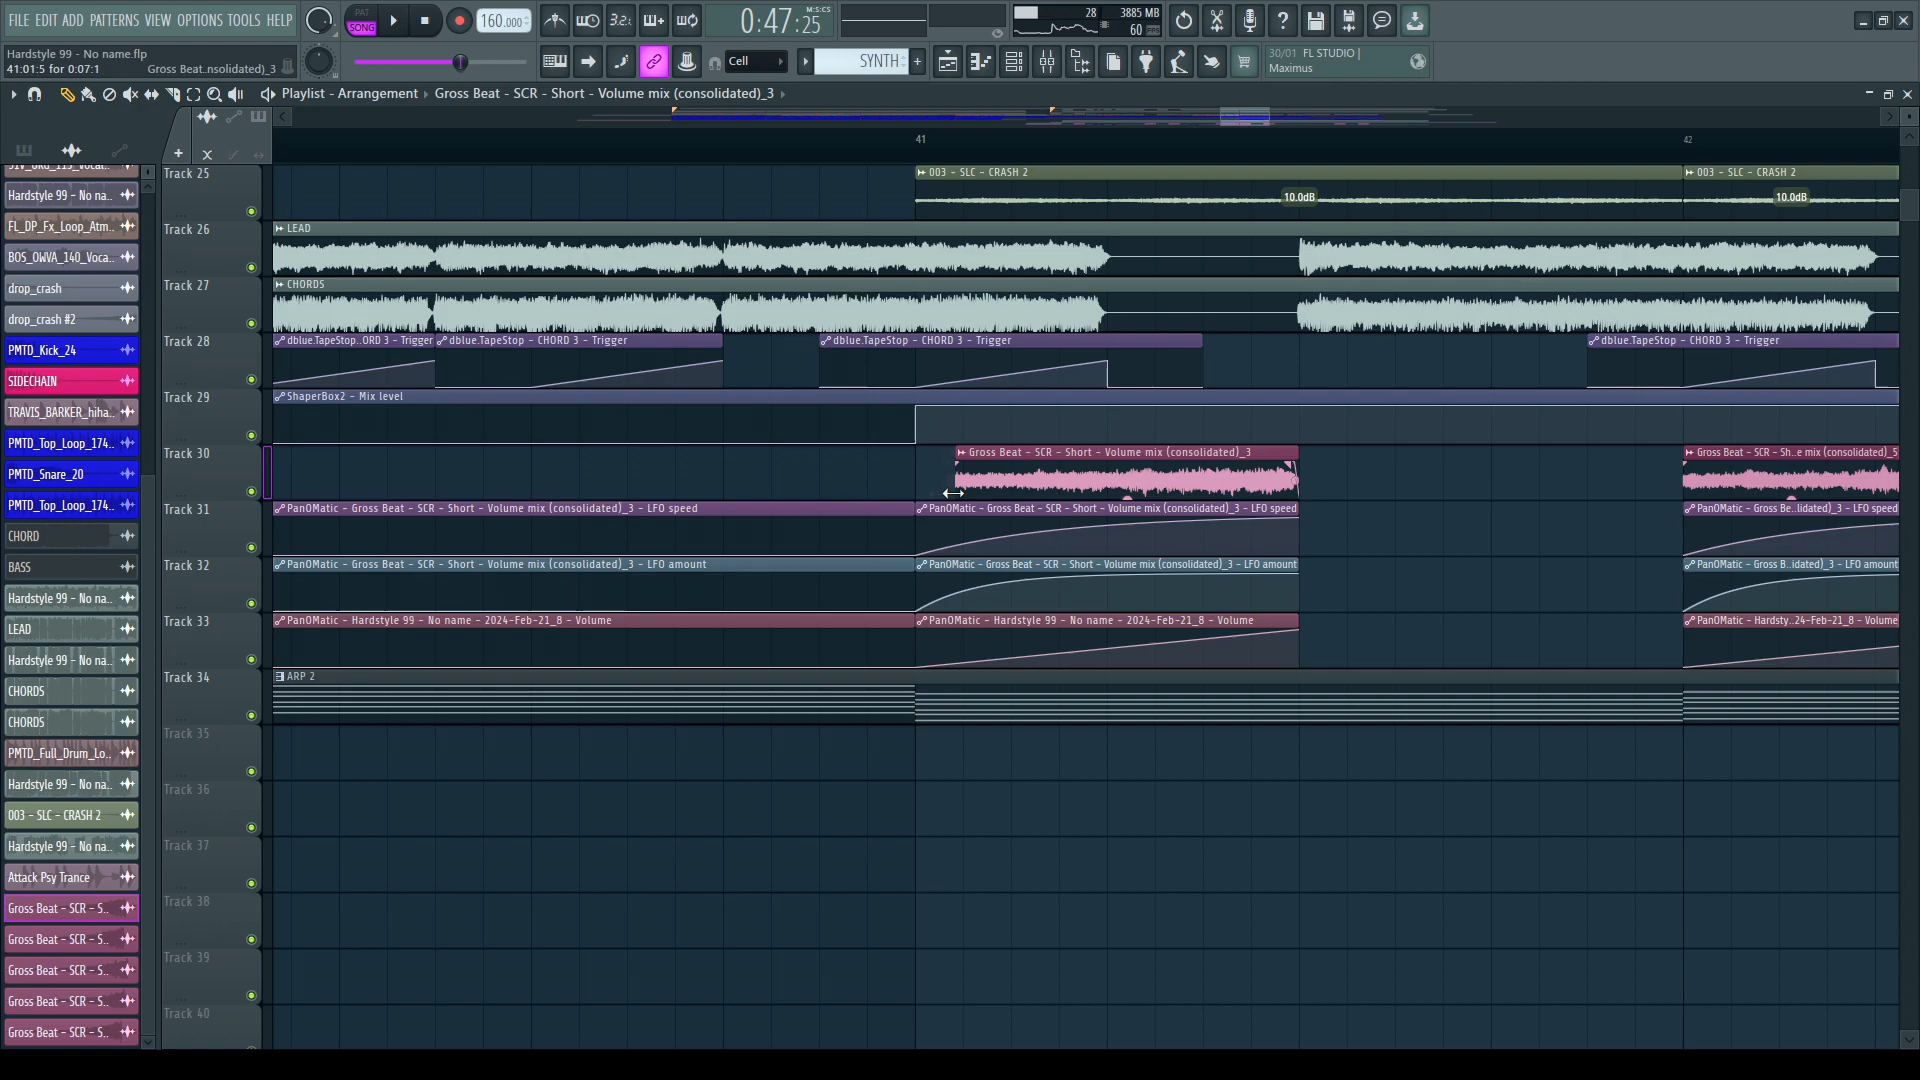 FILE EDIT ADD PATTERNS VIEW OPTIONS TOOLS HELP
PAT
SONG
160.000
3.2.
0:47:25
M:S:CS
28
3885 MB
60
Hardstyle 99 - No name.flp
41:01:5 for 0:07:1
Gross Beat..nsolidated)_3
Cell
SYNTH
30/01 FL STUDIO |
Maximus
Playlist - Arrangement
Gross Beat - SCR - Short - Volume mix (consolidated)_3
41
42
Hardstyle 99 - No na..
FL_DP_Fx_Loop_Atm..
BOS_OWVA_140_Voca..
drop_crash
drop_crash #2
PMTD_Kick_24
SIDECHAIN
TRAVIS_BARKER_hiha..
PMTD_Top_Loop_174..
PMTD_Snare_20
PMTD_Top_Loop_174..
CHORD
BASS
Hardstyle 99 - No na..
LEAD
Hardstyle 99 - No na..
CHORDS
CHORDS
PMTD_Full_Drum_Lo..
Hardstyle 99 - No na..
003 - SLC - CRASH 2
Hardstyle 99 - No na..
Attack Psy Trance
Gross Beat - SCR - S..
Gross Beat - SCR - S..
Gross Beat - SCR - S..
Gross Beat - SCR - S..
Gross Beat - SCR - S..
Track 25
003 - SLC - CRASH 2
003 - SLC - CRASH 2
10.0dB
10.0dB
Track 26
LEAD
Track 27
CHORDS
Track 28
dblue.TapeStop..ORD 3 - Trigger
dblue.TapeStop - CHORD 3 - Trigger
dblue.TapeStop - CHORD 3 - Trigger
dblue.TapeStop - CHORD 3 - Trigger
Track 29
ShaperBox2 - Mix level
Track 30
Gross Beat - SCR - Short - Volume mix (consolidated)_3
Gross Beat - SCR - Sh..e mix (consolidated)_5
Track 31
PanOMatic - Gross Beat - SCR - Short - Volume mix (consolidated)_3 - LFO speed
PanOMatic - Gross Beat - SCR - Short - Volume mix (consolidated)_3 - LFO speed
PanOMatic - Gross Be..lidated)_3 - LFO speed
Track 32
PanOMatic - Gross Beat - SCR - Short - Volume mix (consolidated)_3 - LFO amount
PanOMatic - Gross Beat - SCR - Short - Volume mix (consolidated)_3 - LFO amount
PanOMatic - Gross B..idated)_3 - LFO amount
Track 33
PanOMatic - Hardstyle 99 - No name - 2024-Feb-21_8 - Volume
PanOMatic - Hardstyle 99 - No name - 2024-Feb-21_8 - Volume
PanOMatic - Hardsty..24-Feb-21_8 - Volume
Track 34
ARP 2
Track 35
Track 36
Track 37
Track 38
Track 39
Track 40